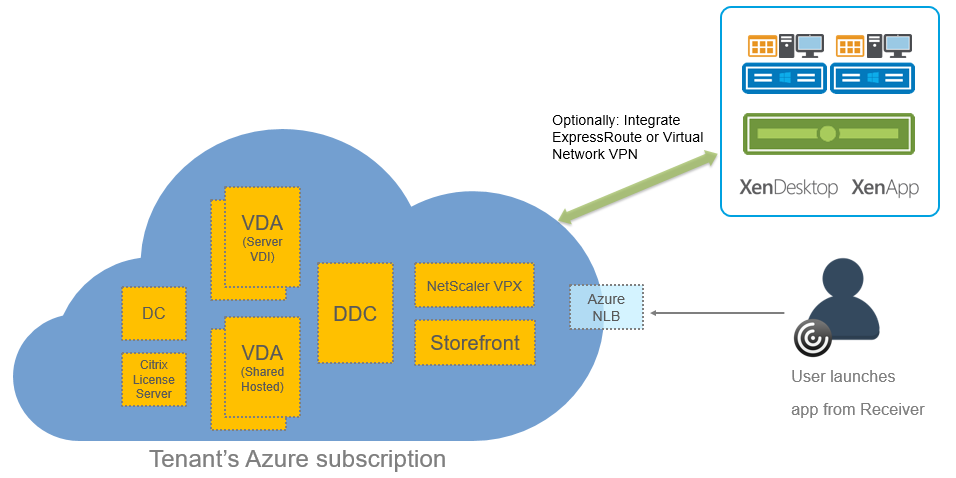 Optionally: Integrate
ExpressRoute or Virtual
Network VPN
XenDesktop XenApp
VDA
(Server
VDI)
DC
Citrix
License
Server
VDA
(Shared
Hosted)
DDC
NetScaler VPX
Storefront
Azure
NLB
User launches
app from Receiver
Tenant's Azure subscription